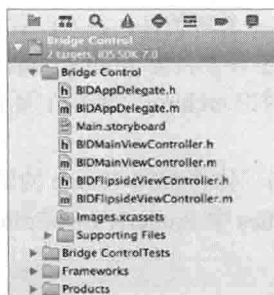 Bridge Control
2 targets, iOS SDK 7.0
Bridge Control
h BIDAppDelegate.h
m BIDAppDelegate.m
Main.storyboard
h BIDMainViewController.h
m BIDMainViewController.m
h BIDFlipsideViewController.h
m BIDFlipsideViewController.m
Images.xcassets
Supporting Files
Bridge ControlTests
Frameworks
Products